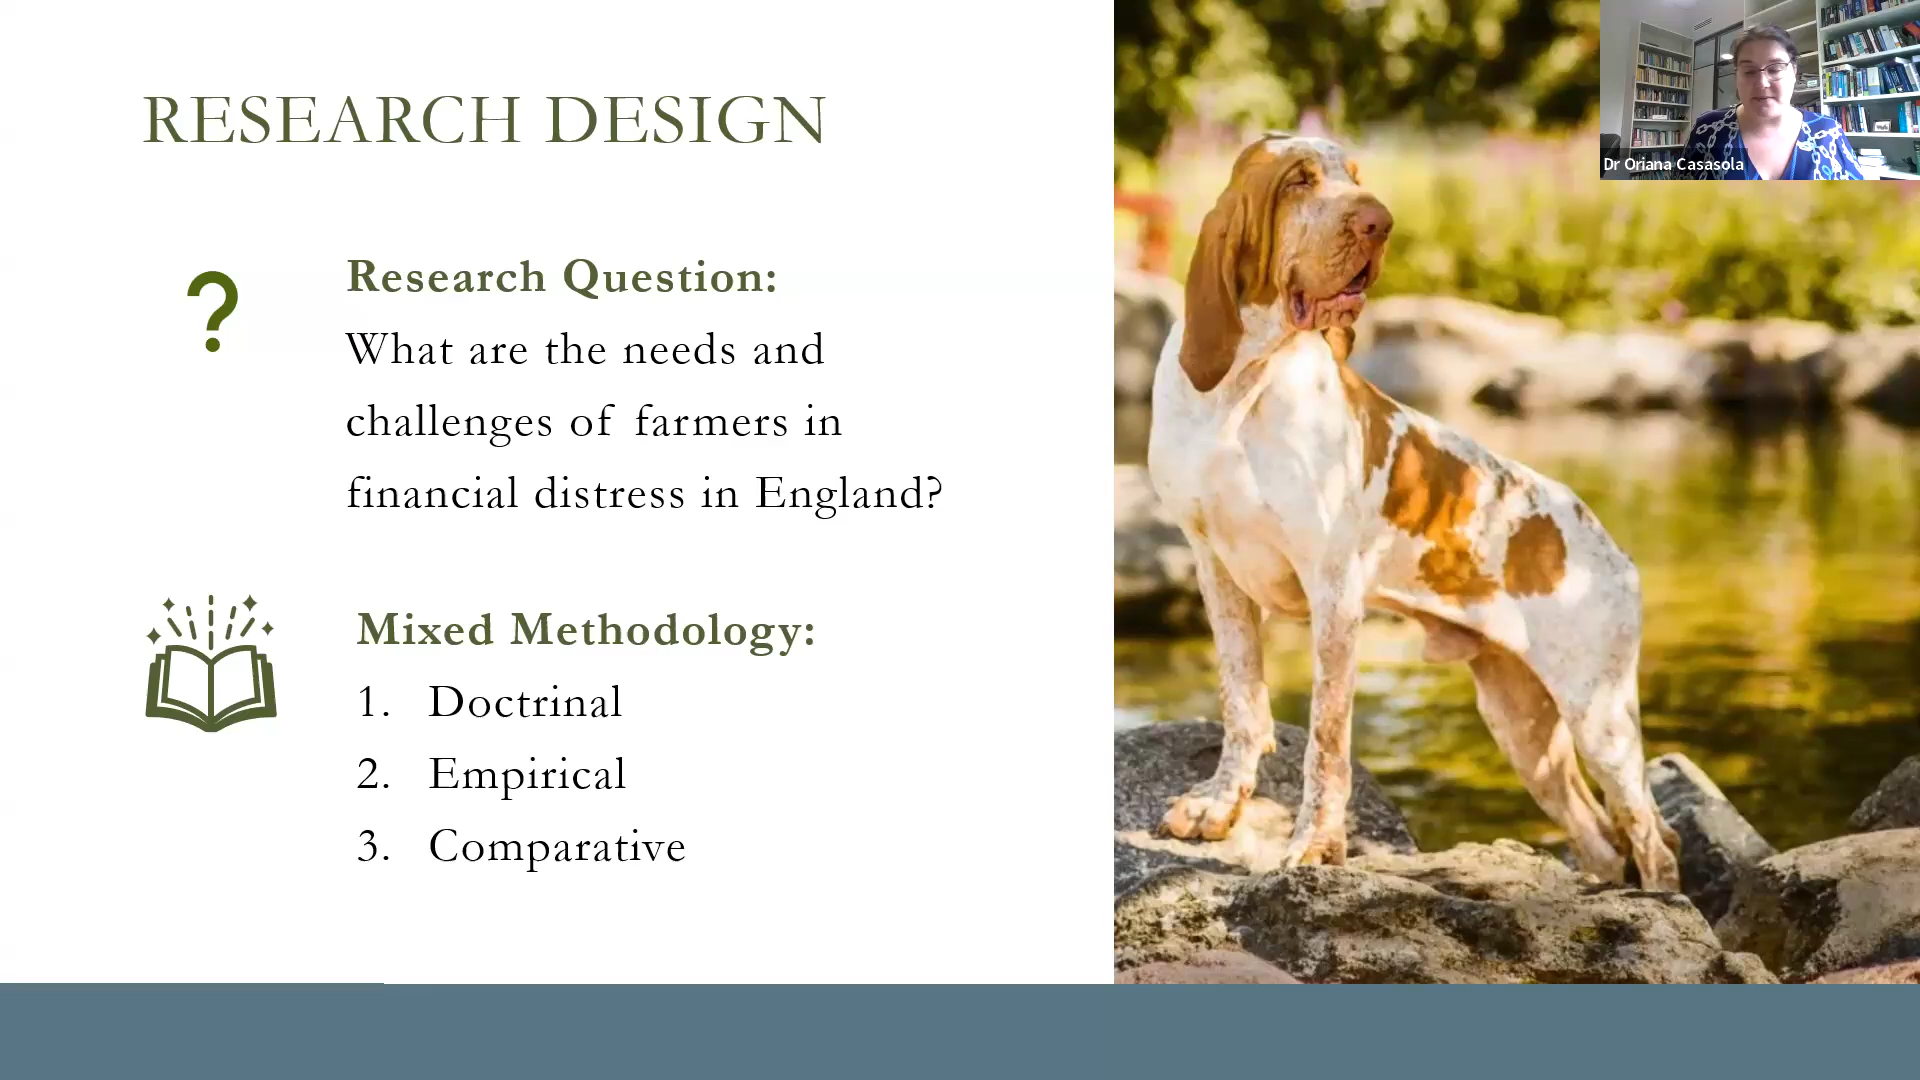 RESEARCH DESIGN
?
Research Question:
What are the needs and
challenges of farmers in
financial distress in England?
Mixed Methodology:
1. Doctrinal
2. Empirical
3. Comparative
Dr Oriana Casasola